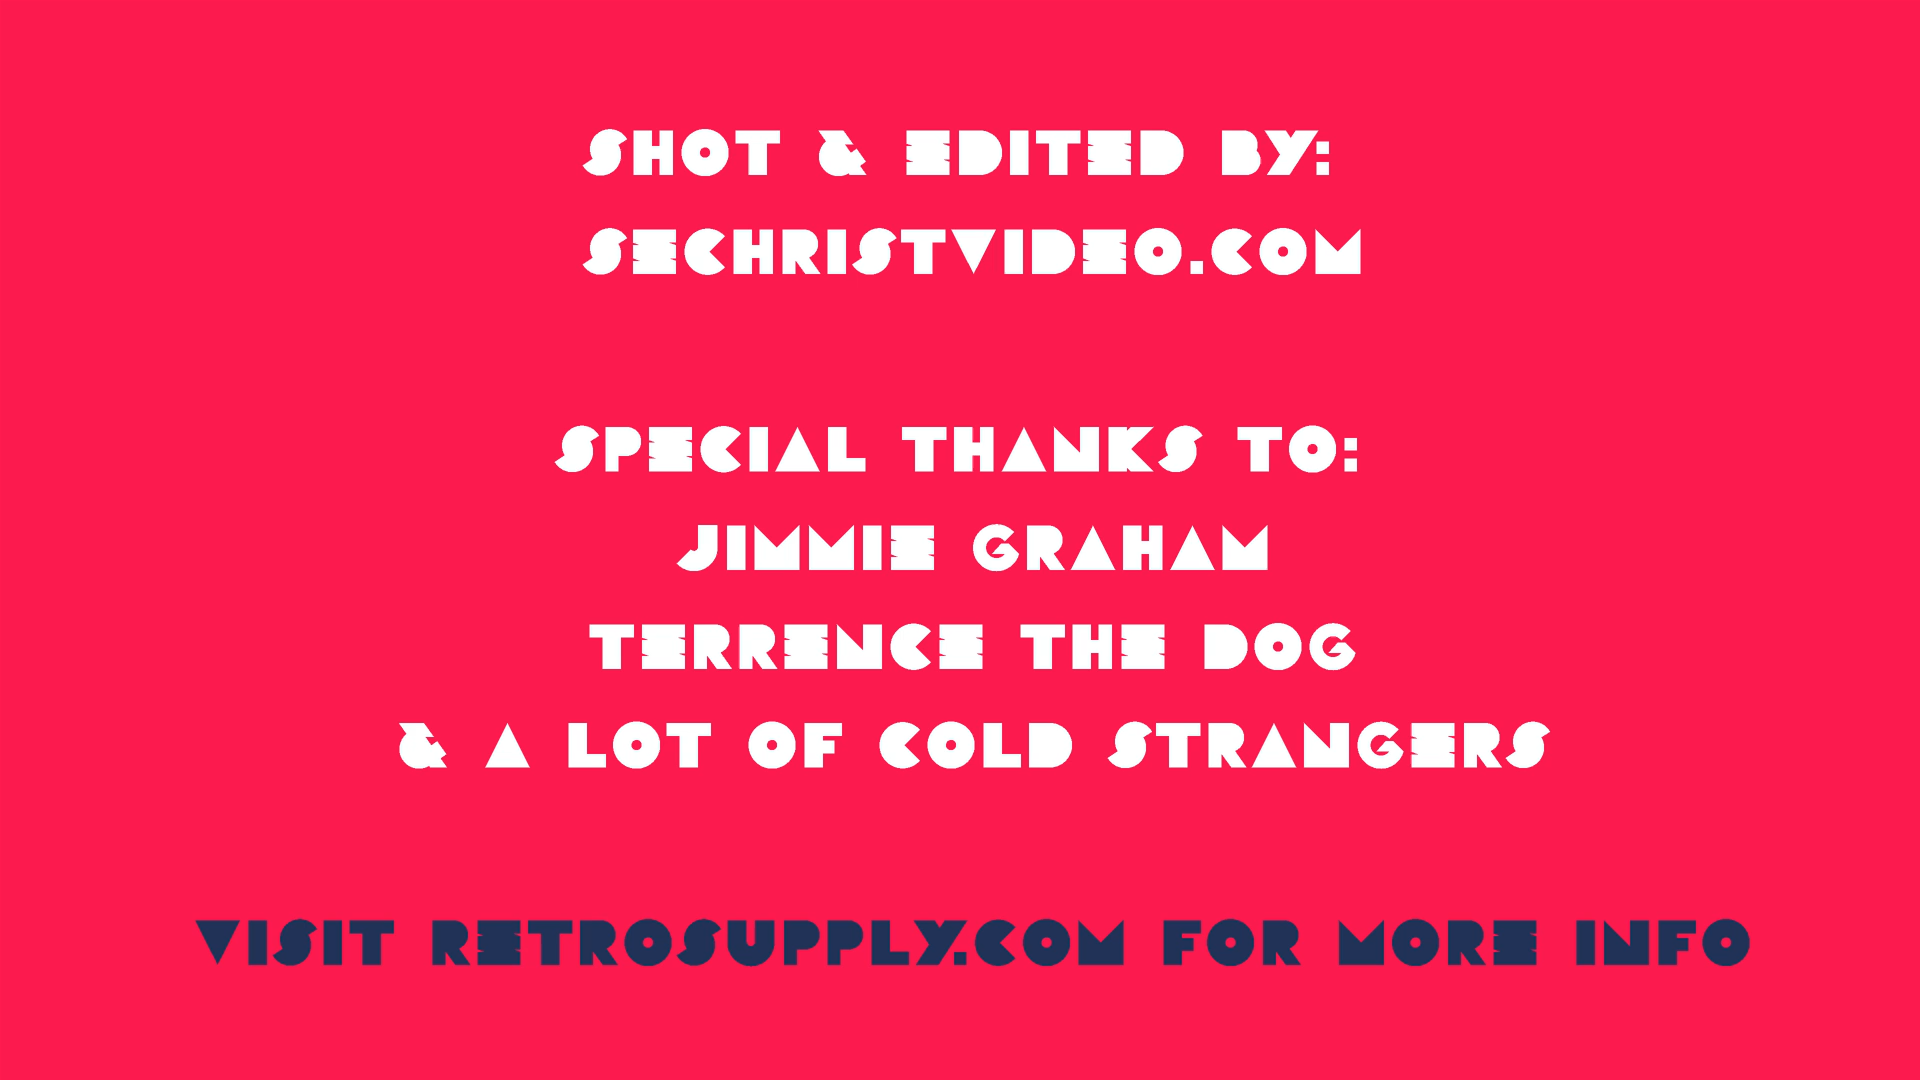 SHOT & EDITED BY:
SECHRISTVIDEO.COM
SPECIAL THANKS TO:
JIMMIE GRAHAM
TERRENCE THE DOG
& A LOT OF COLD STRANGERS
VISIT RETROSUPPLY.COM FOR MORE INFO